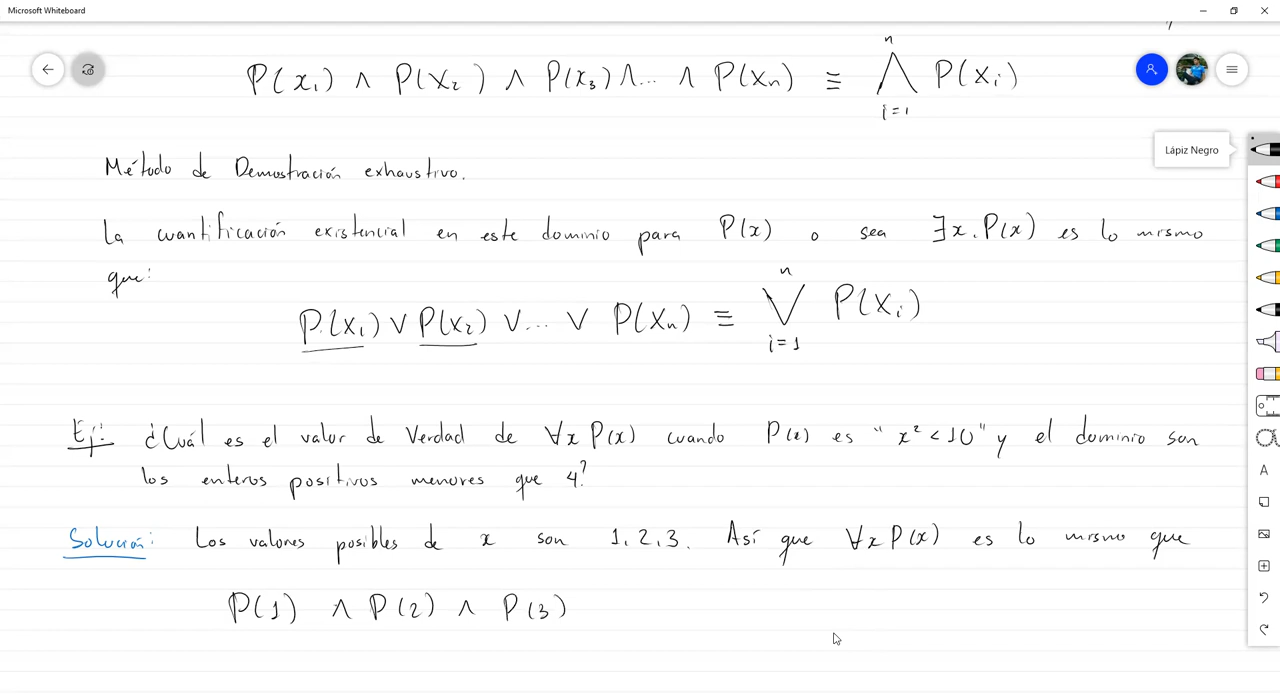 Microsoft Whiteboard
P(x₁) ∧ P(x₂) ∧ P(x₃) ∧ ... ∧ P(xₙ) ≡ ⋀ⁿᵢ₌₁ P(xᵢ)
Lápiz Negro
Método de Demostración exhaustivo.
La cuantificación existencial en este dominio para P(x) o sea ∃x.P(x) es lo mismo
que:
P(x₁) ∨ P(x₂) ∨ ... ∨ P(xₙ) ≡ ⋁ⁿᵢ₌₁ P(xᵢ)
Ej: ¿Cuál es el valor de Verdad de ∀x P(x) cuando P(x) es "x² < 10" y el dominio son
los enteros positivos menores que 4?
Solución: Los valores posibles de x son 1, 2, 3. Así que ∀x P(x) es lo mismo que
P(1) ∧ P(2) ∧ P(3)